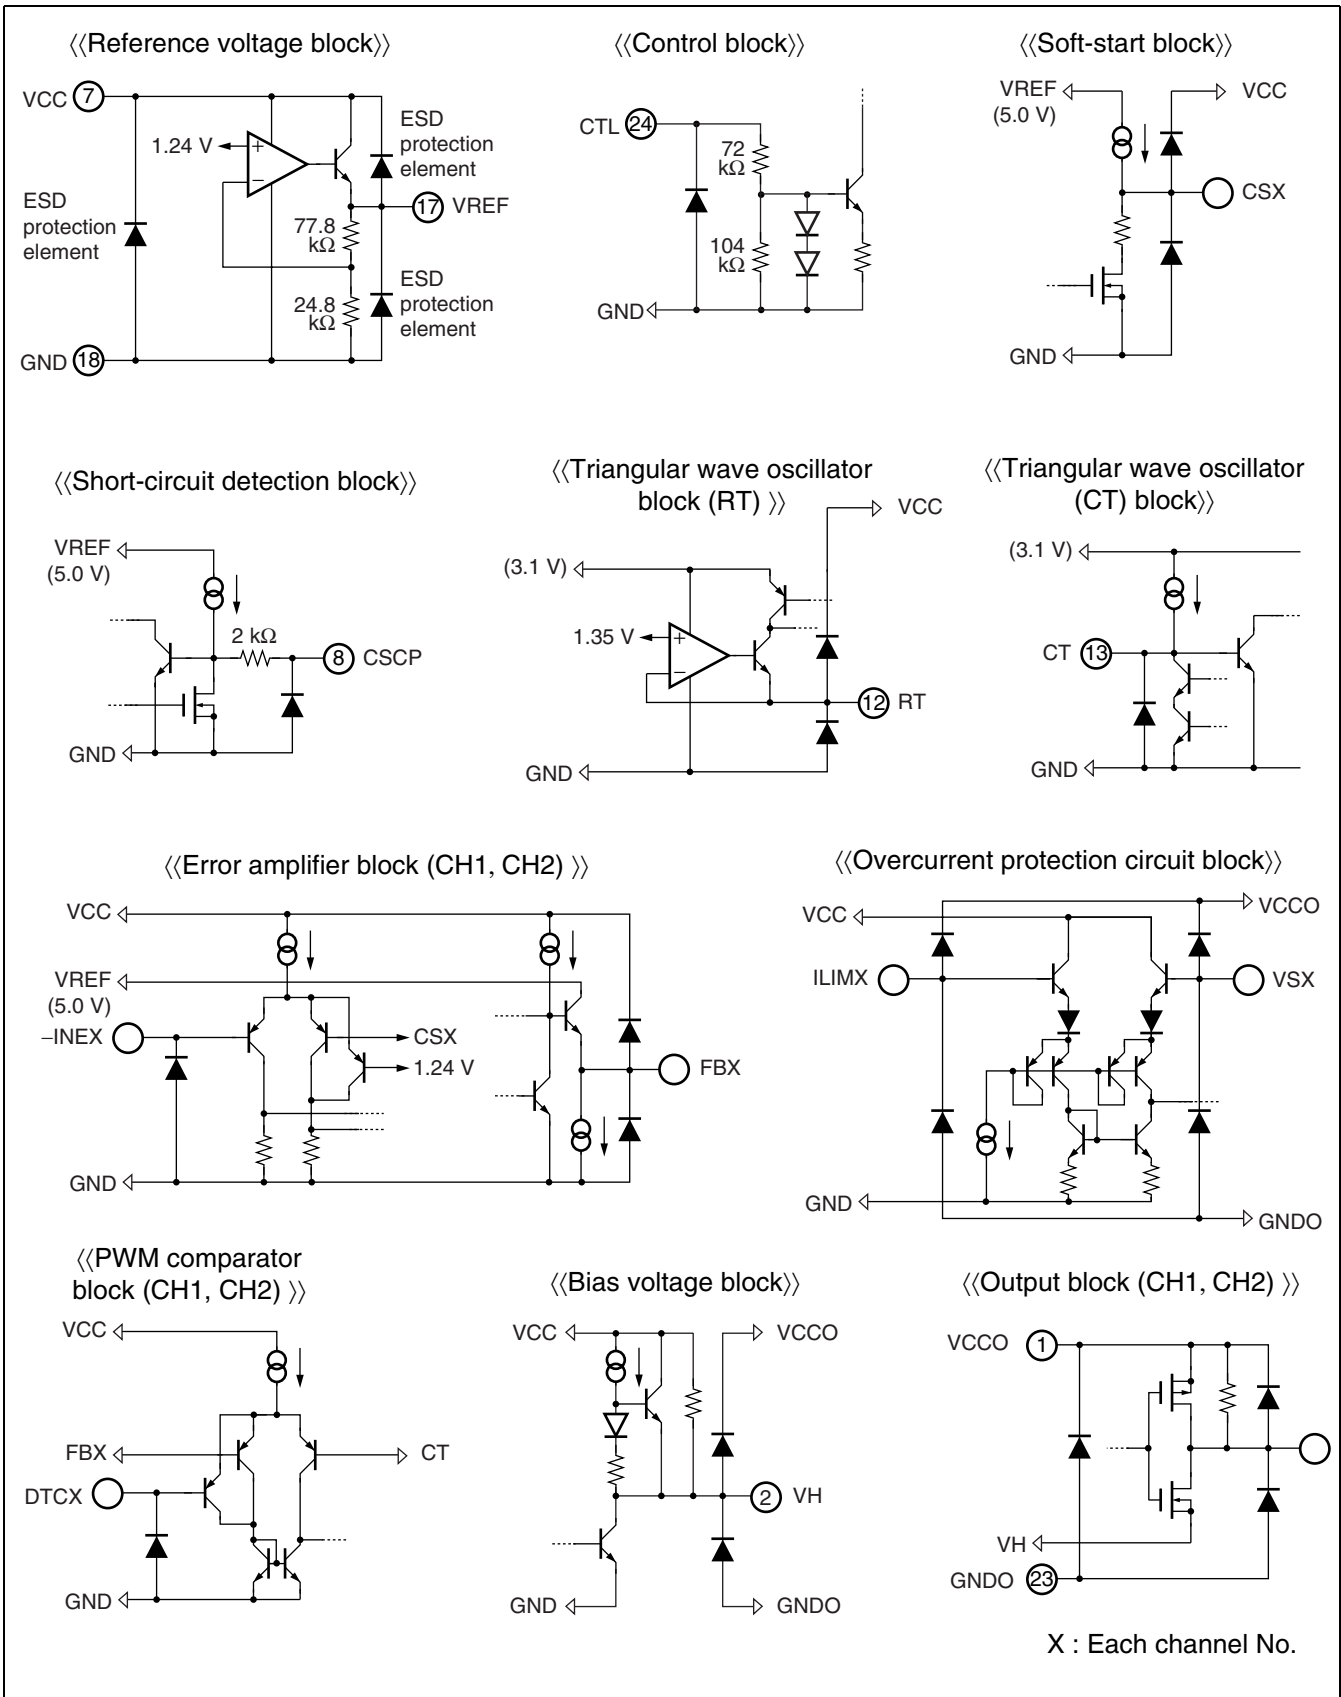 ⟨⟨Reference voltage block⟩⟩
VCC 7
1.24 V
+
−
ESD
protection
element
ESD
protection
element
17 VREF
77.8
kΩ
24.8
kΩ
ESD
protection
element
GND 18
⟨⟨Control block⟩⟩
CTL 24
72
kΩ
104
kΩ
GND
⟨⟨Soft-start block⟩⟩
VREF
(5.0 V)
VCC
CSX
GND
⟨⟨Short-circuit detection block⟩⟩
VREF
(5.0 V)
2 kΩ
8 CSCP
GND
⟨⟨Triangular wave oscillator
block (RT) ⟩⟩
VCC
(3.1 V)
1.35 V
+
−
12 RT
GND
⟨⟨Triangular wave oscillator
(CT) block⟩⟩
(3.1 V)
CT 13
GND
⟨⟨Error amplifier block (CH1, CH2) ⟩⟩
VCC
VREF
(5.0 V)
−INEX
CSX
1.24 V
FBX
GND
⟨⟨Overcurrent protection circuit block⟩⟩
VCC
VCCO
ILIMX
VSX
GND
GNDO
⟨⟨PWM comparator
block (CH1, CH2) ⟩⟩
VCC
FBX
CT
DTCX
GND
⟨⟨Bias voltage block⟩⟩
VCC
VCCO
2 VH
GND
GNDO
⟨⟨Output block (CH1, CH2) ⟩⟩
VCCO 1
VH
GNDO 23
X : Each channel No.